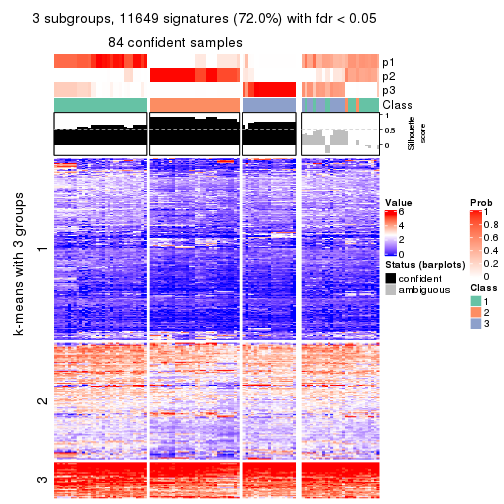 3 subgroups, 11649 signatures (72.0%) with fdr < 0.05
84 confident samples
p1
p2
p3
Class
1
0.5
0
Silhouette
score
k-means with 3 groups
1
2
3
Value
6
4
2
0
Status (barplots)
confident
ambiguous
Prob
1
0.8
0.6
0.4
0.2
0
Class
1
2
3